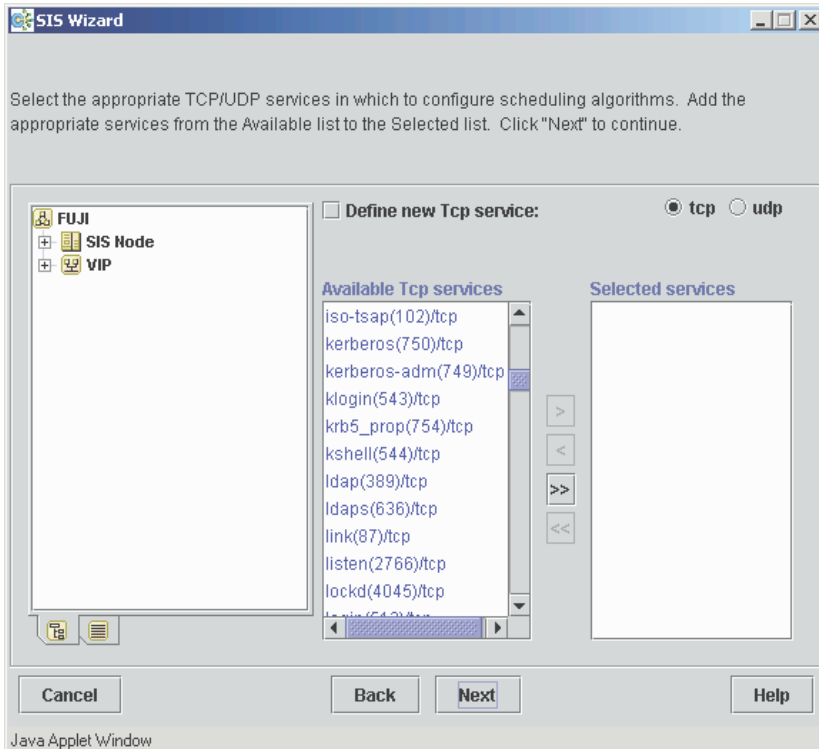 SIS Wizard
Select the appropriate TCP/UDP services in which to configure scheduling algorithms. Add the
appropriate services from the Available list to the Selected list. Click "Next" to continue.
FUJI
SIS Node
VIP
Define new Tcp service:
tcp
udp
Available Tcp services
iso-tsap(102)/tcp
kerberos(750)/tcp
kerberos-adm(749)/tcp
klogin(543)/tcp
krb5_prop(754)/tcp
kshell(544)/tcp
ldap(389)/tcp
ldaps(636)/tcp
link(87)/tcp
listen(2766)/tcp
lockd(4045)/tcp
>
<
>>
<<
Selected services
Cancel
Back
Next
Help
Java Applet Window